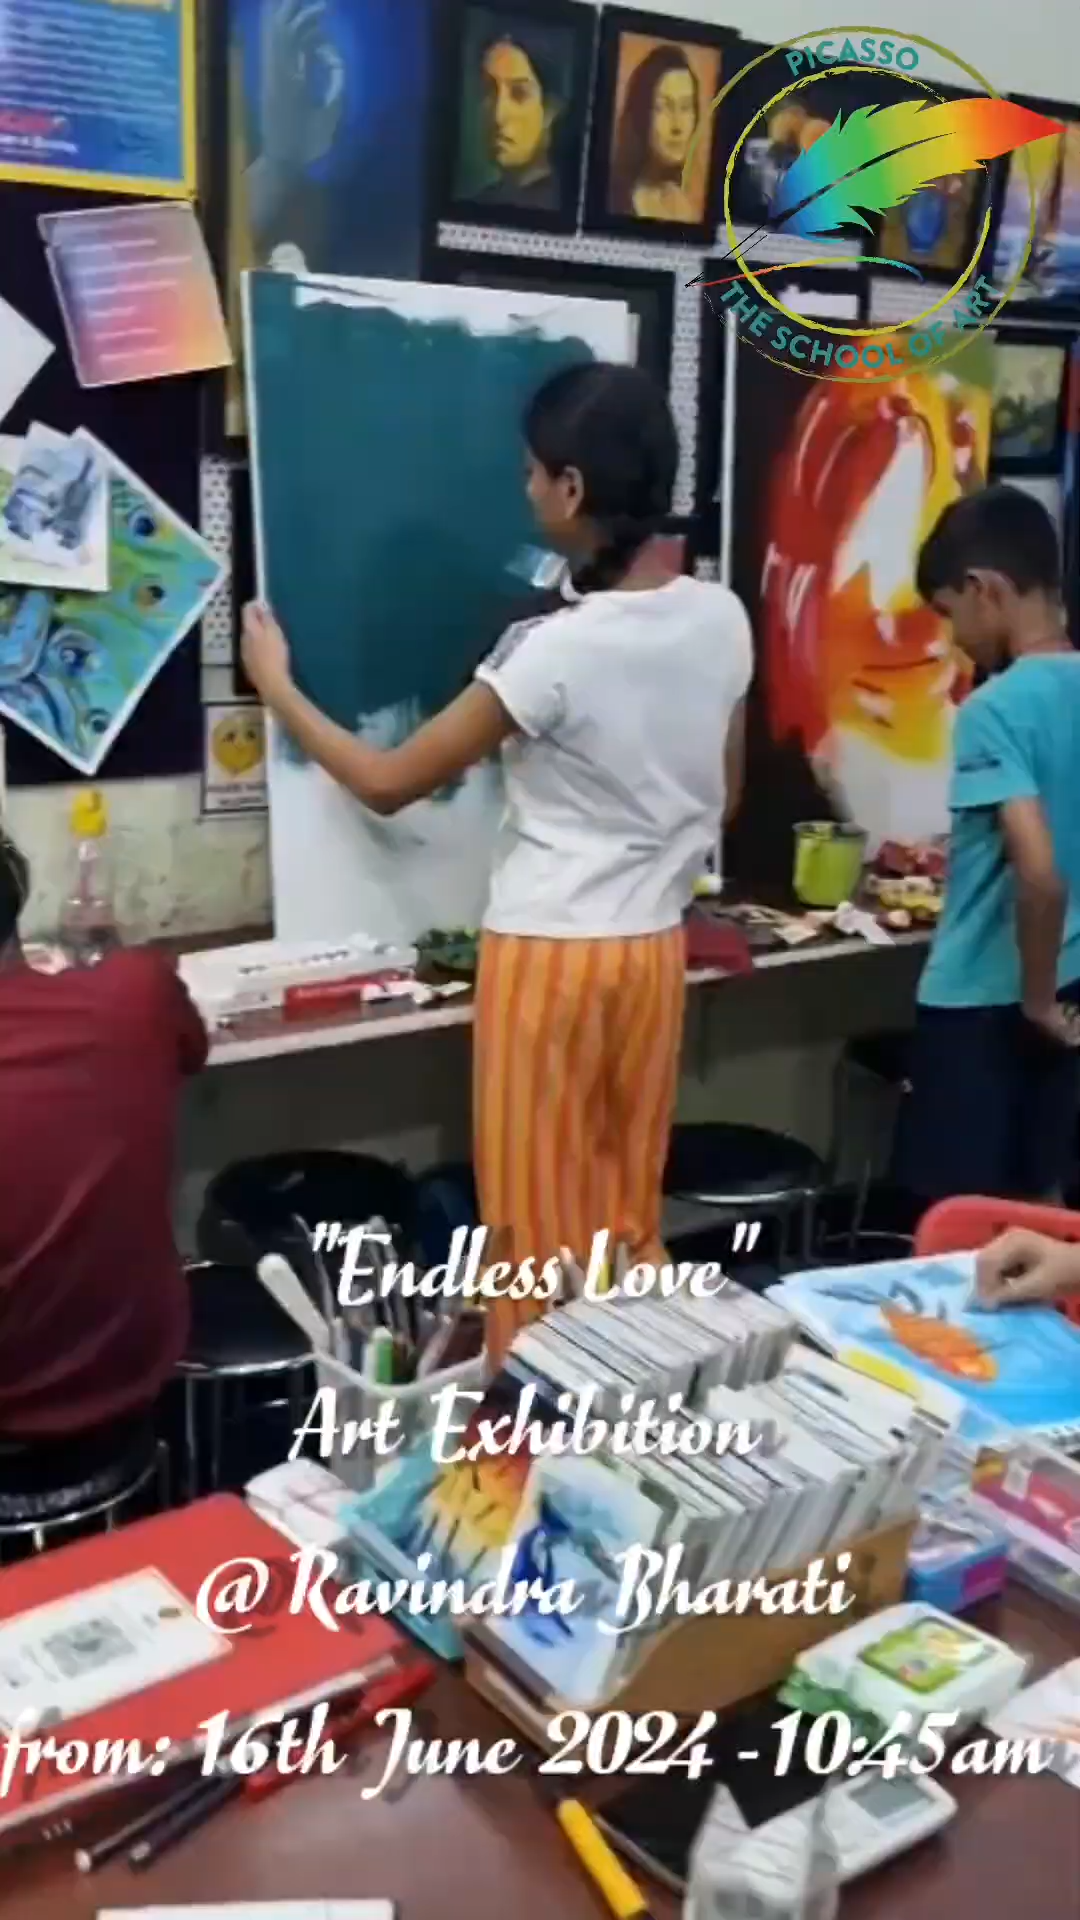 PICASSO
THE SCHOOL OF ART
"Endless Love"
Art Exhibition
@ Ravindra Bharati
from: 16th June 2024 -10:45am